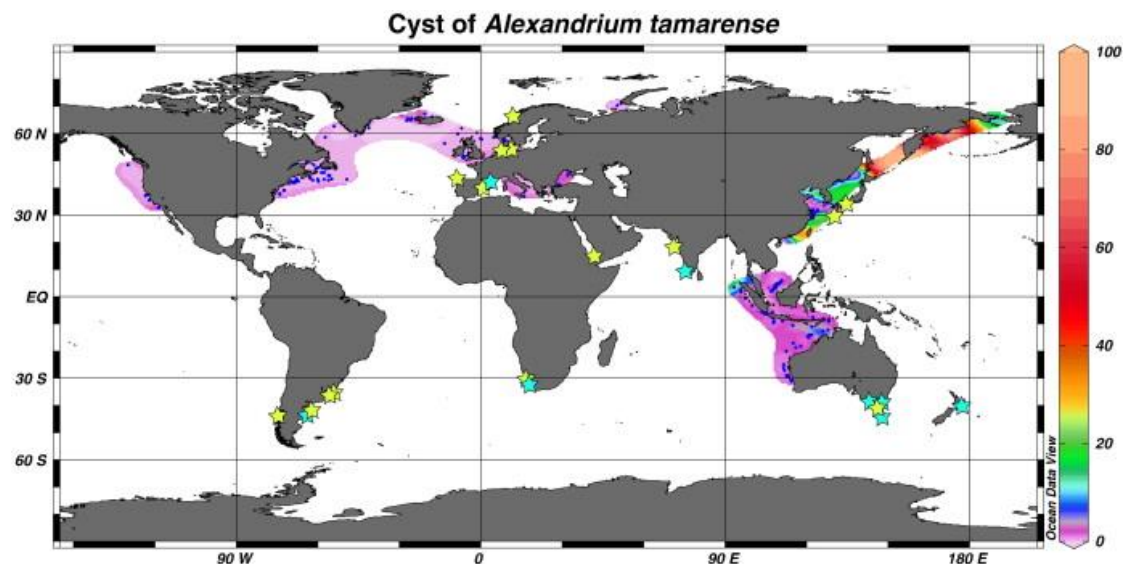 Cyst of Alexandrium tamarense
60 N
30 N
EQ
30 S
60 S
90 W
0
90 E
180 E
100
80
60
40
20
0
Ocean Data View